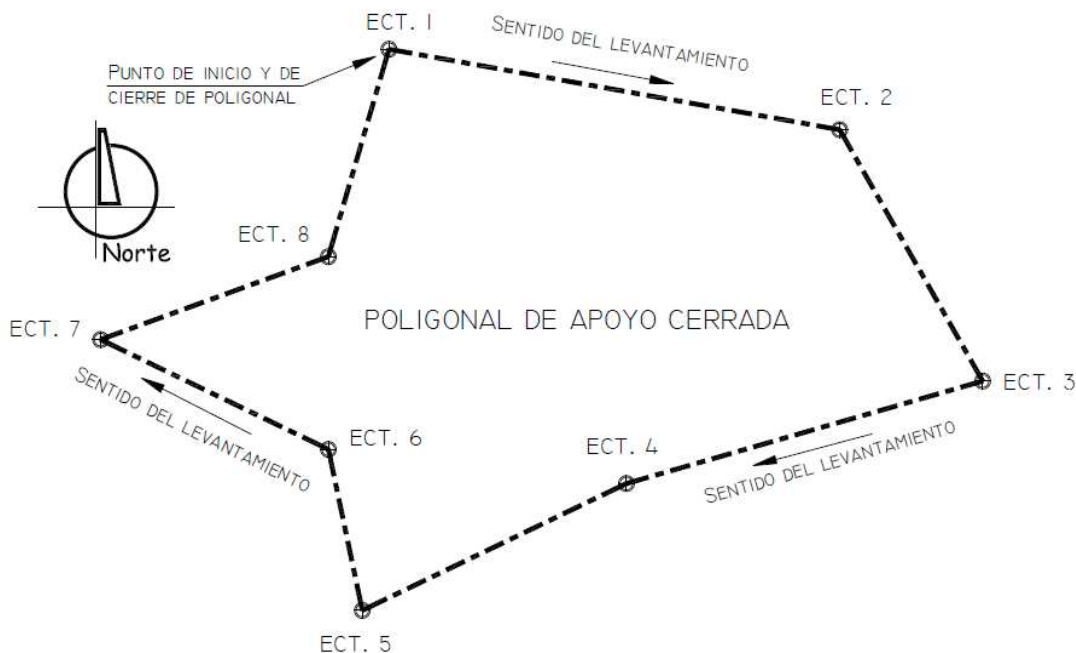 ECT. 1
SENTIDO DEL LEVANTAMIENTO
PUNTO DE INICIO Y DE
CIERRE DE POLIGONAL
ECT. 2
Norte
ECT. 8
ECT. 7
POLIGONAL DE APOYO CERRADA
ECT. 3
SENTIDO DEL LEVANTAMIENTO
ECT. 6
ECT. 4
SENTIDO DEL LEVANTAMIENTO
ECT. 5